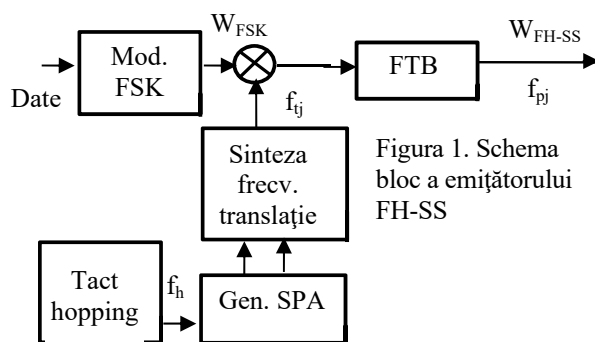 W_FSK
W_FH-SS
Mod.
FSK
FTB
Date
f_tj
f_pj
Sinteza
frecv.
translaţie
Figura 1. Schema
bloc a emiţătorului
FH-SS
Tact
hopping
f_h
Gen. SPA